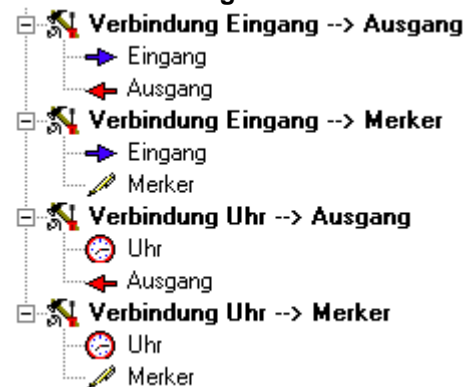 Verbindung Eingang --> Ausgang
Eingang
Ausgang
Verbindung Eingang --> Merker
Eingang
Merker
Verbindung Uhr --> Ausgang
Uhr
Ausgang
Verbindung Uhr --> Merker
Uhr
Merker